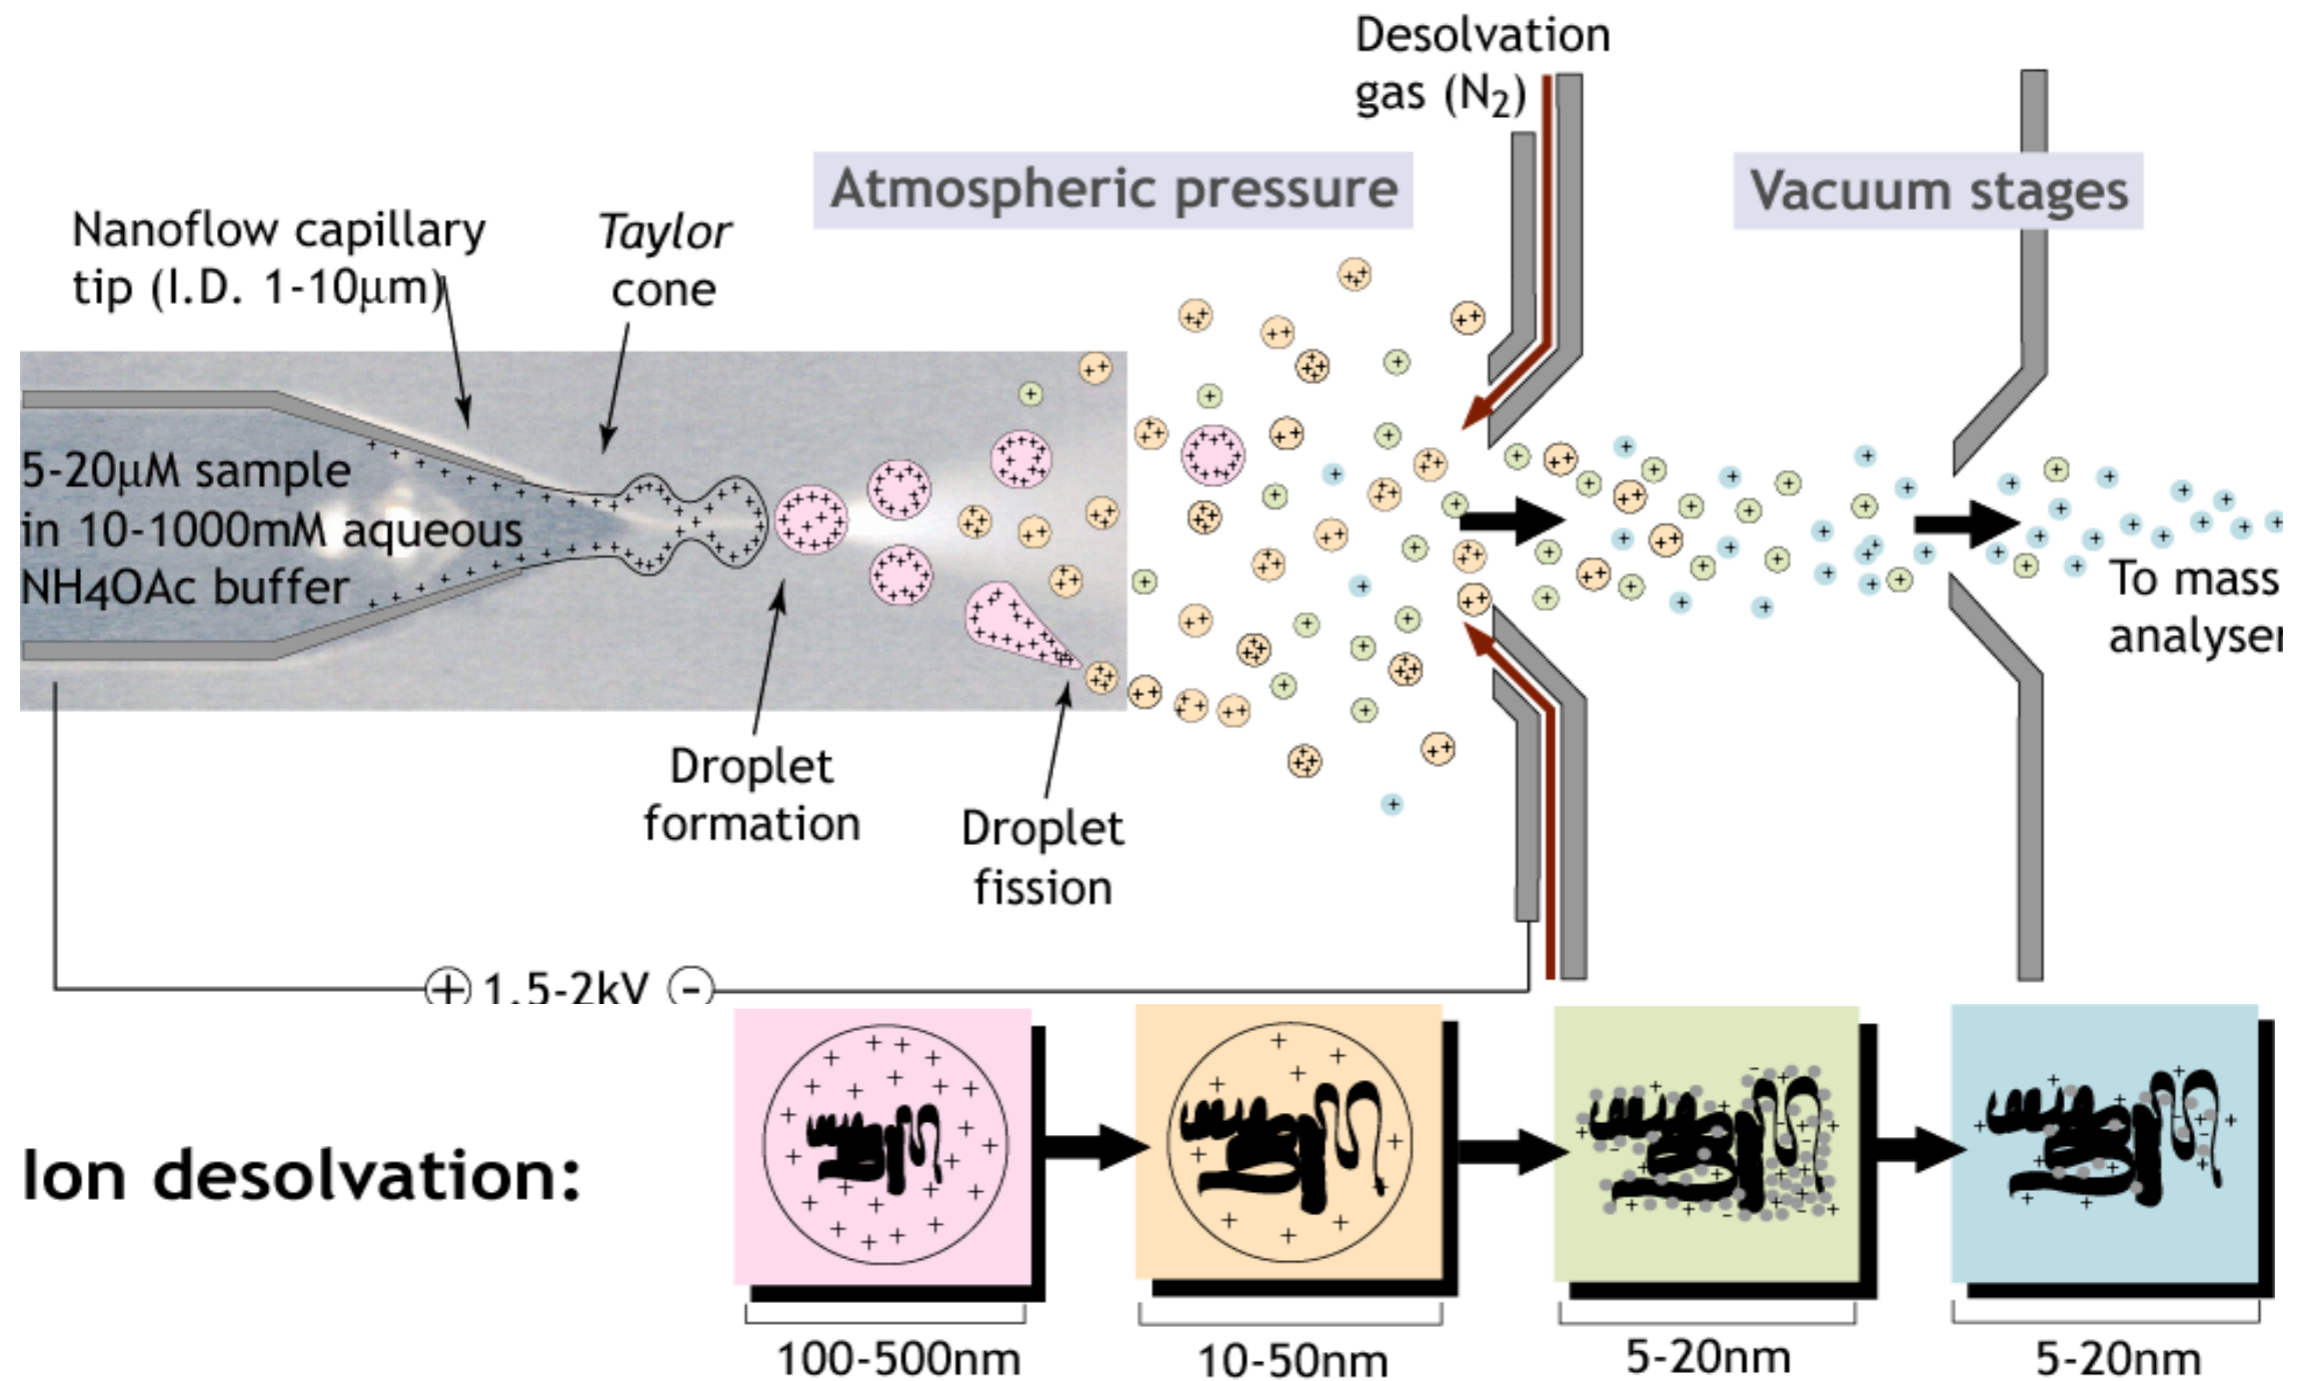 Desolvation
gas (N₂)
Atmospheric pressure
Vacuum stages
Nanoflow capillary
tip (I.D. 1-10µm)
Taylor
cone
5-20µM sample
in 10-1000mM aqueous
NH4OAc buffer
To mass
analyser
Droplet
formation
Droplet
fission
+ 1.5-2kV -
Ion desolvation:
100-500nm
10-50nm
5-20nm
5-20nm